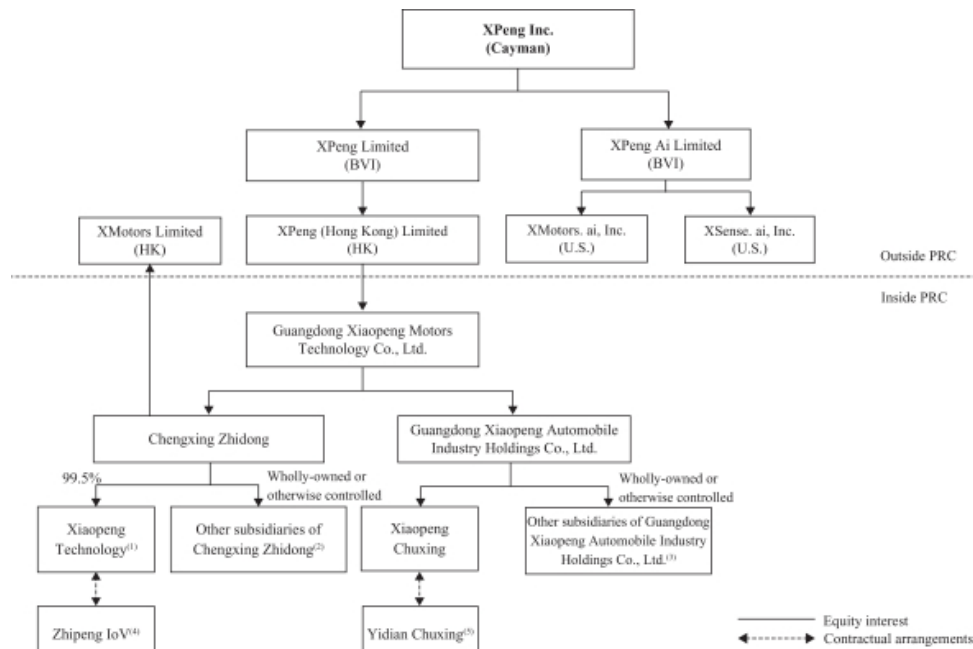 XPeng Inc.
(Cayman)
XPeng Limited
(BVI)
XPeng Ai Limited
(BVI)
XMotors Limited
(HK)
XPeng (Hong Kong) Limited
(HK)
XMotors. ai, Inc.
(U.S.)
XSense. ai, Inc.
(U.S.)
Outside PRC
Inside PRC
Guangdong Xiaopeng Motors
Technology Co., Ltd.
Chengxing Zhidong
Guangdong Xiaopeng Automobile
Industry Holdings Co., Ltd.
99.5%
Wholly-owned or
otherwise controlled
Wholly-owned or
otherwise controlled
Xiaopeng
Technology(1)
Other subsidiaries of
Chengxing Zhidong(2)
Xiaopeng
Chuxing
Other subsidiaries of Guangdong
Xiaopeng Automobile Industry
Holdings Co., Ltd.(3)
Zhipeng IoV(4)
Yidian Chuxing(5)
Equity interest
Contractual arrangements